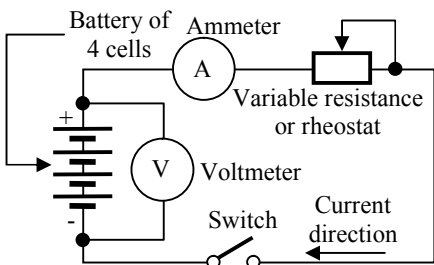 Battery of
4 cells
Ammeter
A
Variable resistance
or rheostat
+
V
Voltmeter
-
Switch
Current
direction